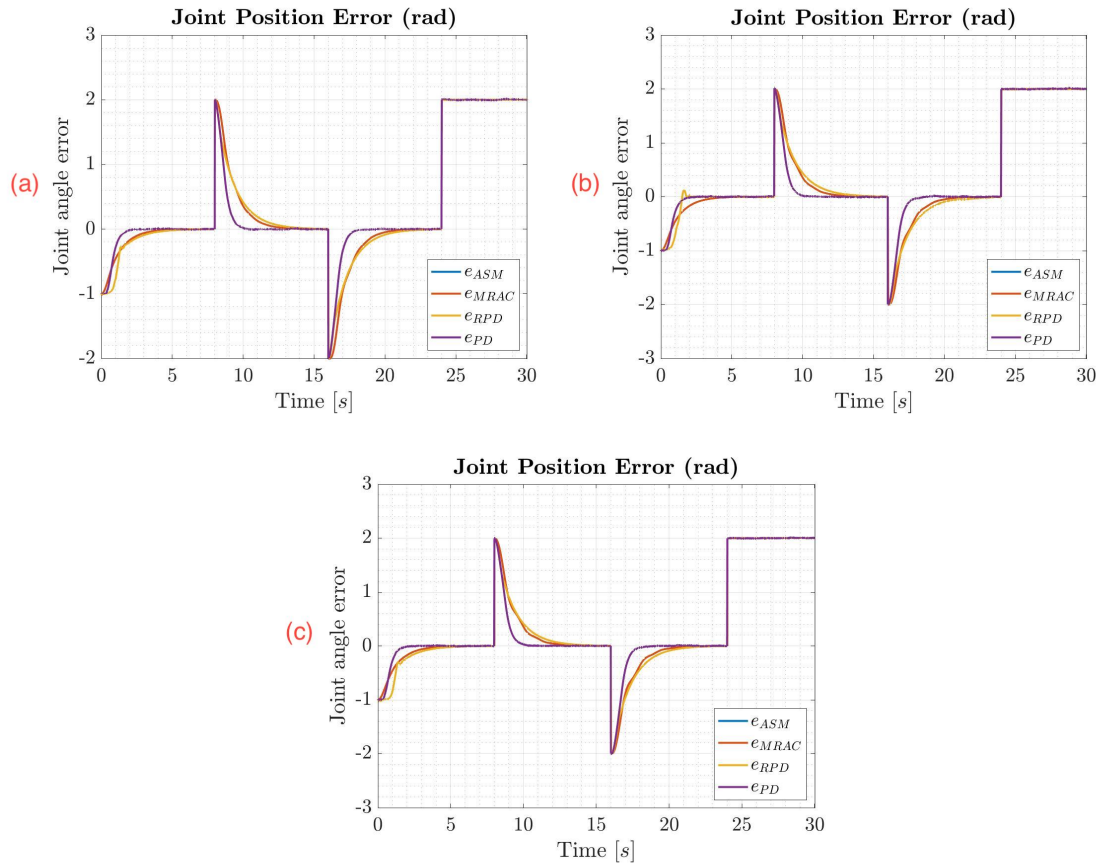 Joint Position Error (rad)
3
2
1
0
-1
-2
Joint angle error
(a)
0
5
10
15
20
25
30
Time [s]
e_ASM
e_MRAC
e_RPD
e_PD
Joint Position Error (rad)
3
2
1
0
-1
-2
-3
Joint angle error
(b)
0
5
10
15
20
25
30
Time [s]
e_ASM
e_MRAC
e_RPD
e_PD
Joint Position Error (rad)
3
2
1
0
-1
-2
-3
Joint angle error
(c)
0
5
10
15
20
25
30
Time [s]
e_ASM
e_MRAC
e_RPD
e_PD